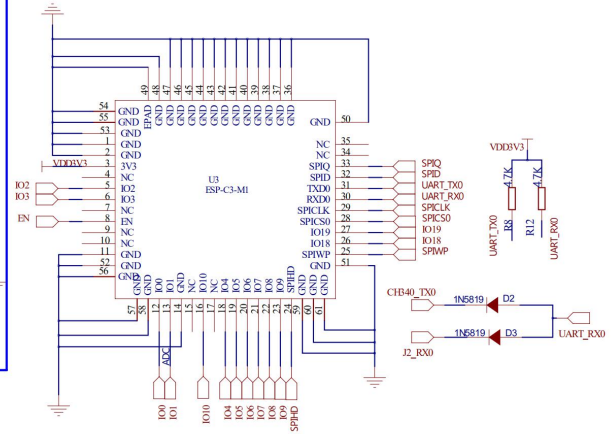 49 48 47 46 45 44 43 42 41 40 39 38 37 36
EPAD GND GND GND GND GND GND GND GND GND GND GND GND GND
54 GND
55 GND
53 GND
1 GND
2 GND
VDD3V3 3 3V3
4 NC
IO2 5 IO2
IO3 6 IO3
7 NC
EN 8 EN
9 NC
10 NC
11 GND
52 GND
56 GND
U3
ESP-C3-M1
GND 50
NC 35
NC 34
SPIQ 33 SPIQ
SPID 32 SPID
TXD0 31 UART_TX0
RXD0 30 UART_RX0
SPICLK 29 SPICLK
SPICS0 28 SPICS0
IO19 27 IO19
IO18 26 IO18
SPIWP 25 SPIWP
GND 51
GND GND IO0 IO1 GND NC IO10 NC IO4 IO5 IO6 IO7 IO8 IO9 SPIHD GND GND GND
57 58 12 13 14 15 16 17 18 19 20 21 22 23 24 59 60 61
ADC
IO0 IO1 IO10 IO4 IO5 IO6 IO7 IO8 IO9 SPIHD
VDD3V3
4.7K 4.7K
R8 R12
UART_TX0 UART_RX0
CH340_TX0 1N5819 D2
UART_RX0
J2_RX0 1N5819 D3